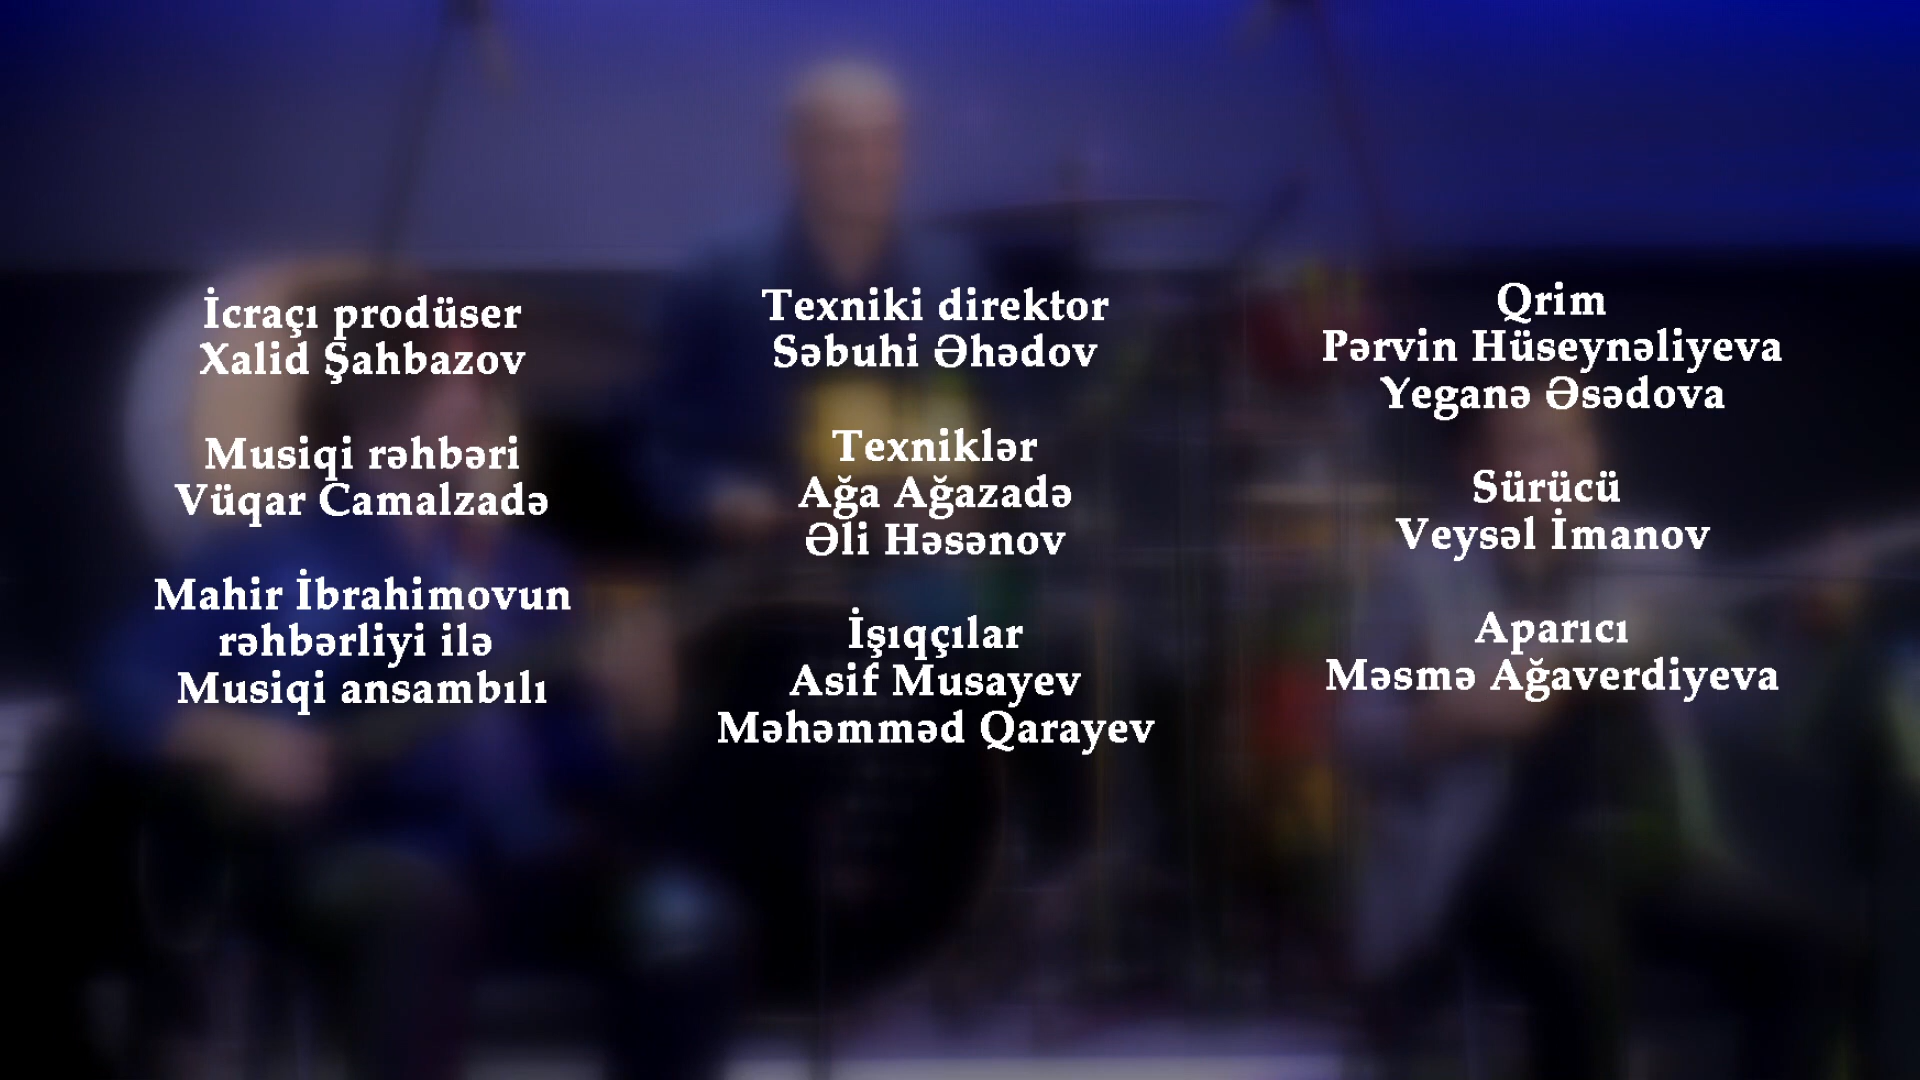 İcraçı prodüser
Xalid Şahbazov
Musiqi rəhbəri
Vüqar Camalzadə
Mahir İbrahimovun
rəhbərliyi ilə
Musiqi ansambılı
Texniki direktor
Səbuhi Əhədov
Texniklər
Ağa Ağazadə
Əli Həsənov
İşıqçılar
Asif Musayev
Məhəmməd Qarayev
Qrim
Pərvin Hüseynəliyeva
Yeganə Əsədova
Sürücü
Veysəl İmanov
Aparıcı
Məsmə Ağaverdiyeva